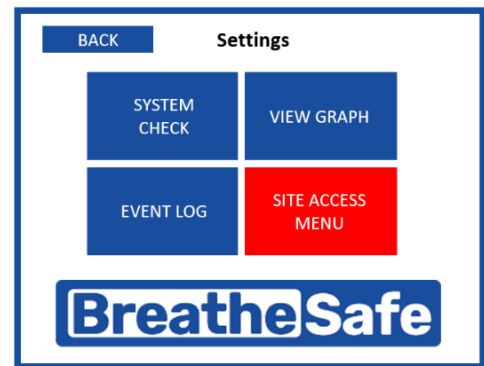 BACK
Settings
SYSTEM
CHECK
VIEW GRAPH
EVENT LOG
SITE ACCESS
MENU
BreatheSafe